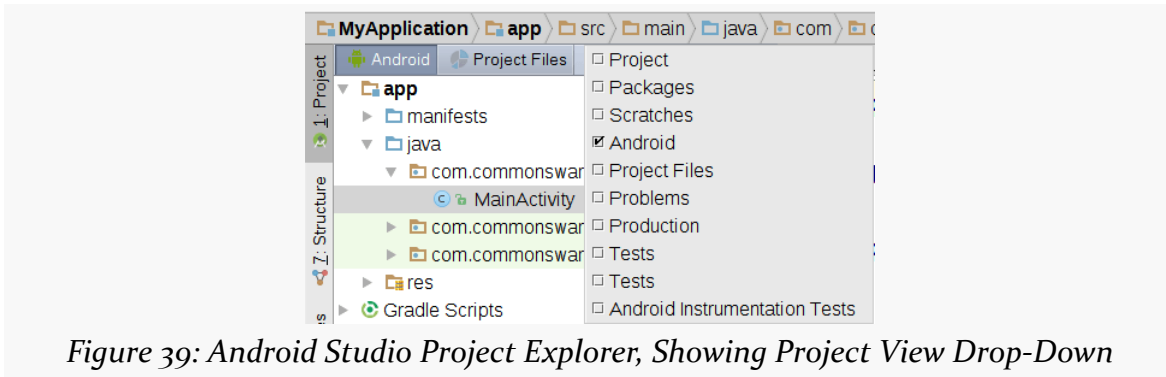 MyApplication app src main java com
Android Project Files
1: Project
Z: Structure
app
manifests
java
com.commonswar
MainActivity
com.commonswar
com.commonswar
res
Gradle Scripts
Project
Packages
Scratches
Android
Project Files
Problems
Production
Tests
Tests
Android Instrumentation Tests
Figure 39: Android Studio Project Explorer, Showing Project View Drop-Down